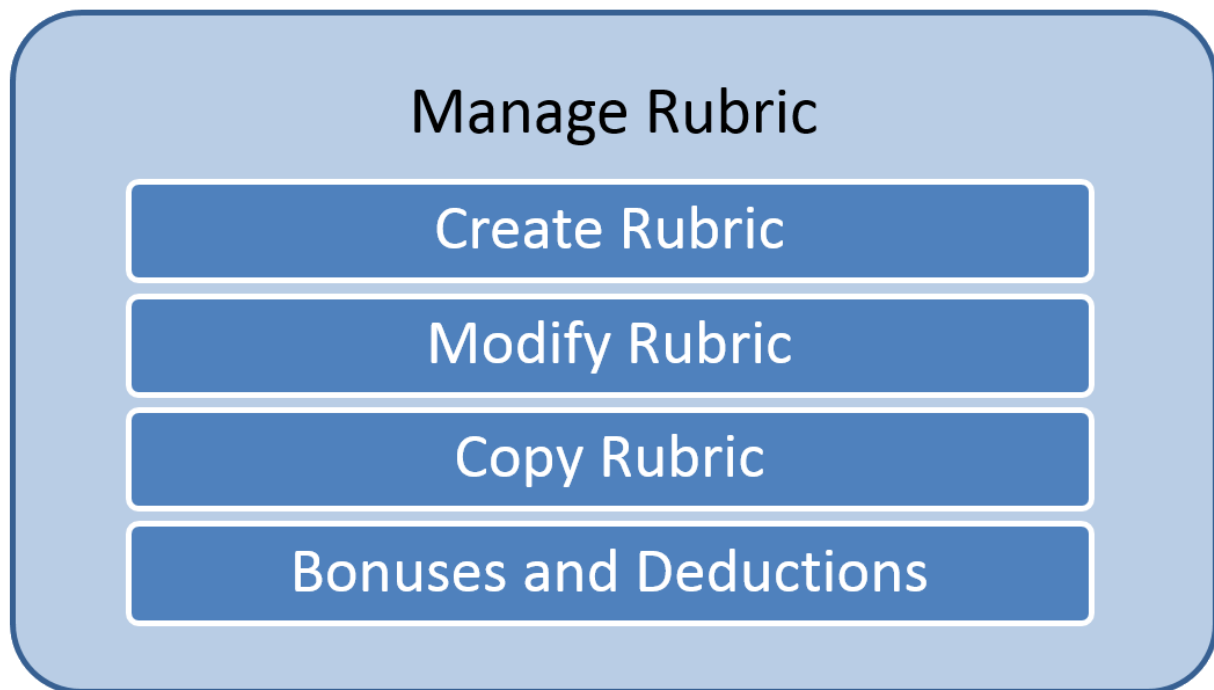 Manage Rubric
Create Rubric
Modify Rubric
Copy Rubric
Bonuses and Deductions